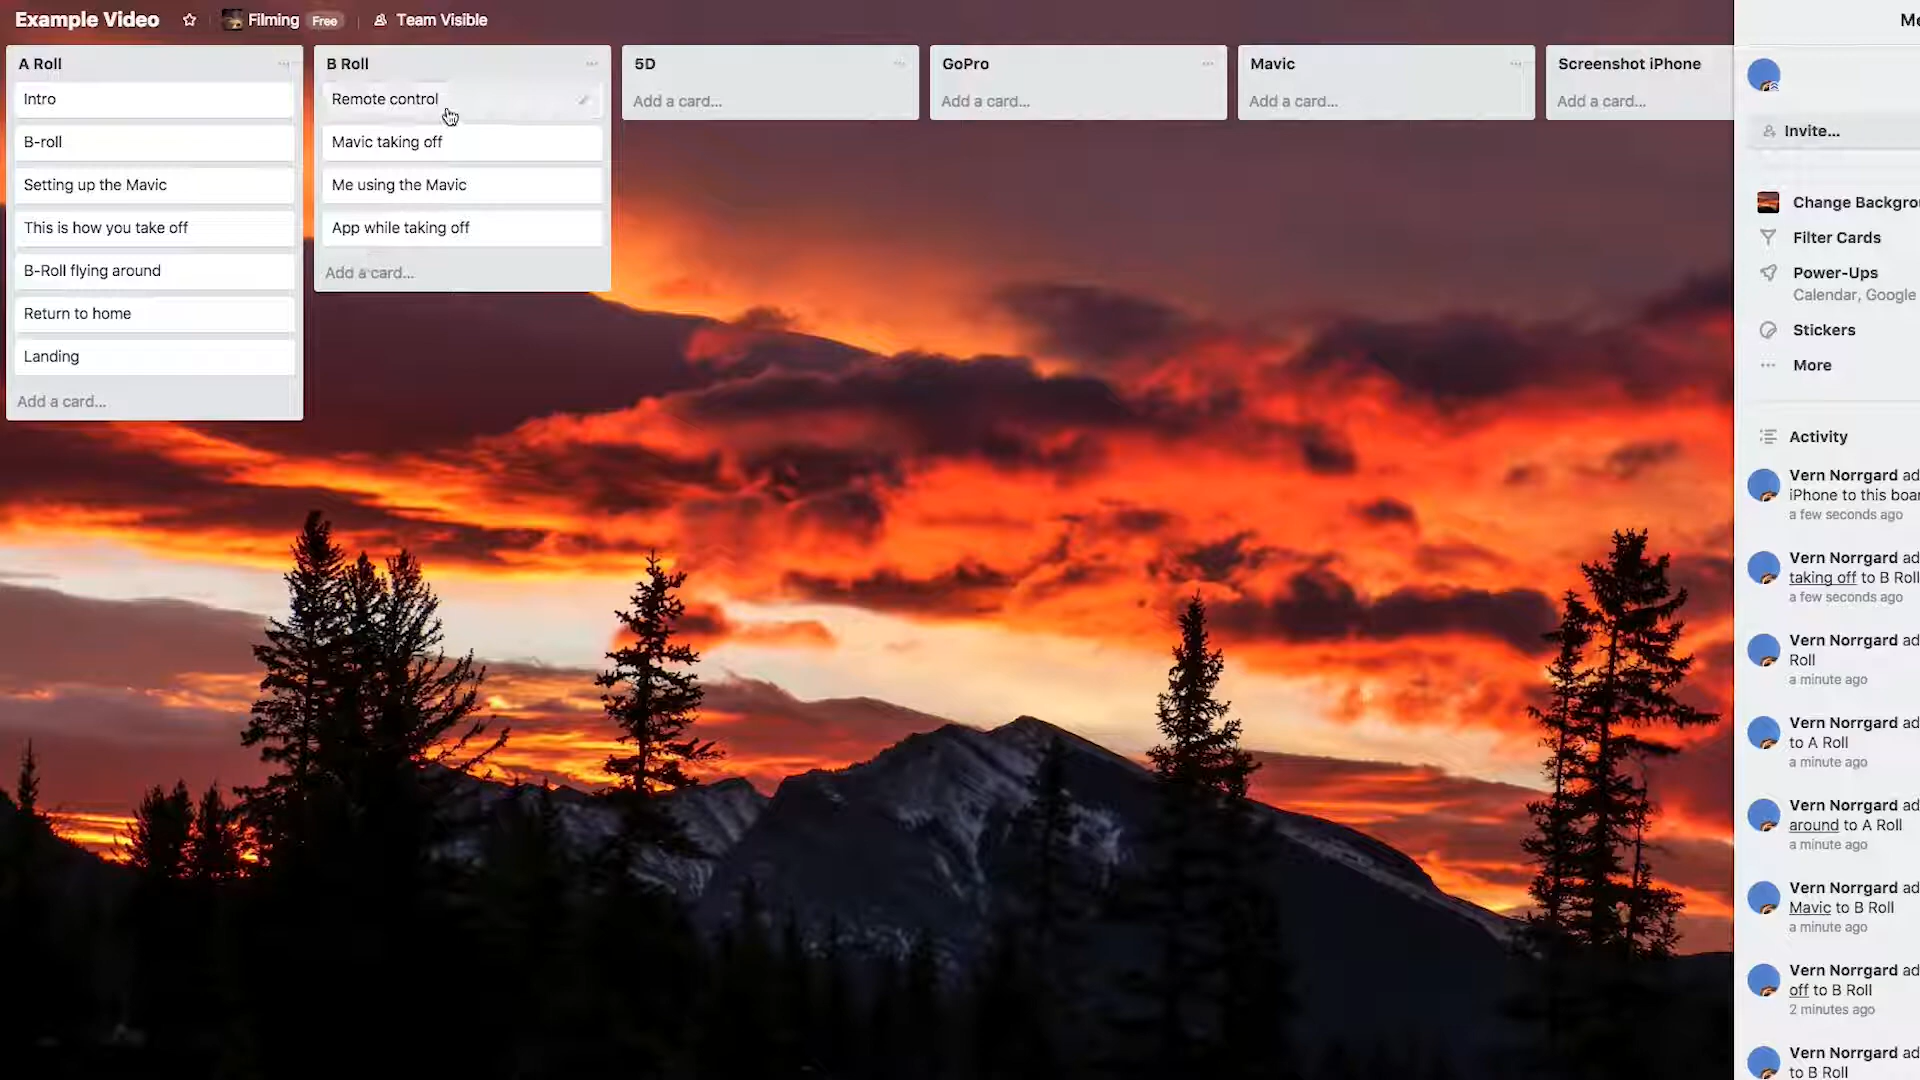 Example Video
Filming
Free
Team Visible
A Roll
Intro
B-roll
Setting up the Mavic
This is how you take off
B-Roll flying around
Return to home
Landing
Add a card...
B Roll
Remote control
Mavic taking off
Me using the Mavic
App while taking off
Add a card...
5D
Add a card...
GoPro
Add a card...
Mavic
Add a card...
Screenshot iPhone
Add a card...
Me
Invite...
Change Backgrou
Filter Cards
Power-Ups
Calendar, Google
Stickers
More
Activity
Vern Norrgard ad
iPhone to this boar
a few seconds ago
Vern Norrgard ad
taking off to B Roll
a few seconds ago
Vern Norrgard ad
Roll
a minute ago
Vern Norrgard ad
to A Roll
a minute ago
Vern Norrgard ad
around to A Roll
a minute ago
Vern Norrgard ad
Mavic to B Roll
a minute ago
Vern Norrgard ad
off to B Roll
2 minutes ago
Vern Norrgard ad
to B Roll